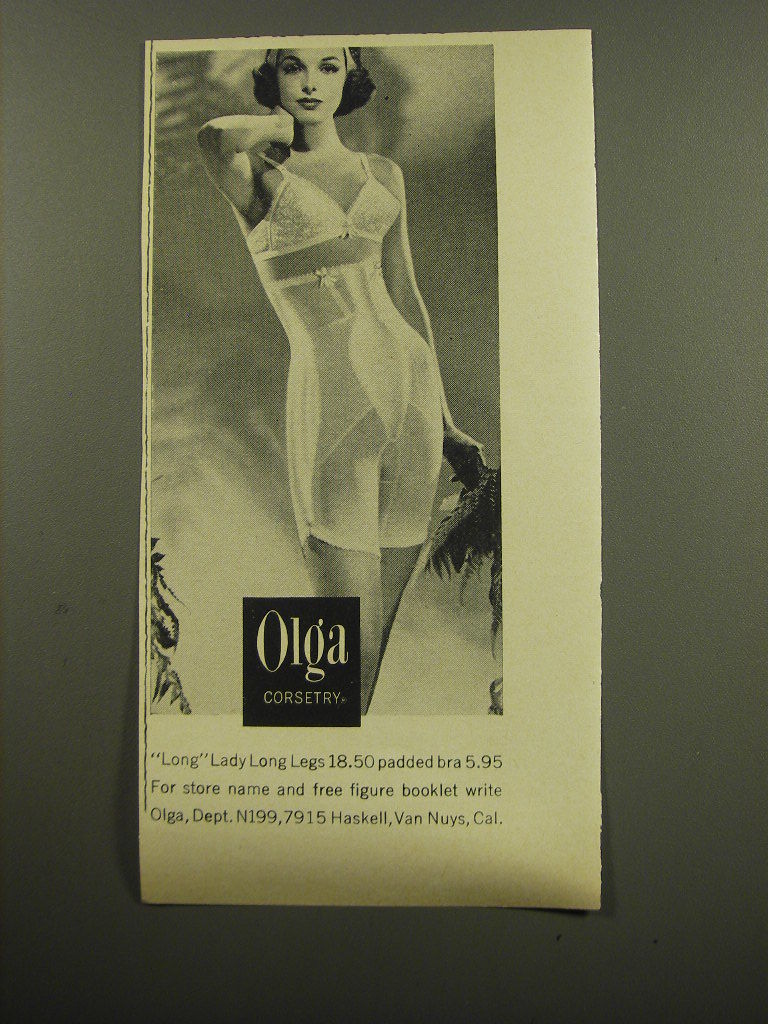 Olga
CORSETRY®
"Long" Lady Long Legs 18.50 padded bra 5.95
For store name and free figure booklet write
Olga, Dept. N199, 7915 Haskell, Van Nuys, Cal.